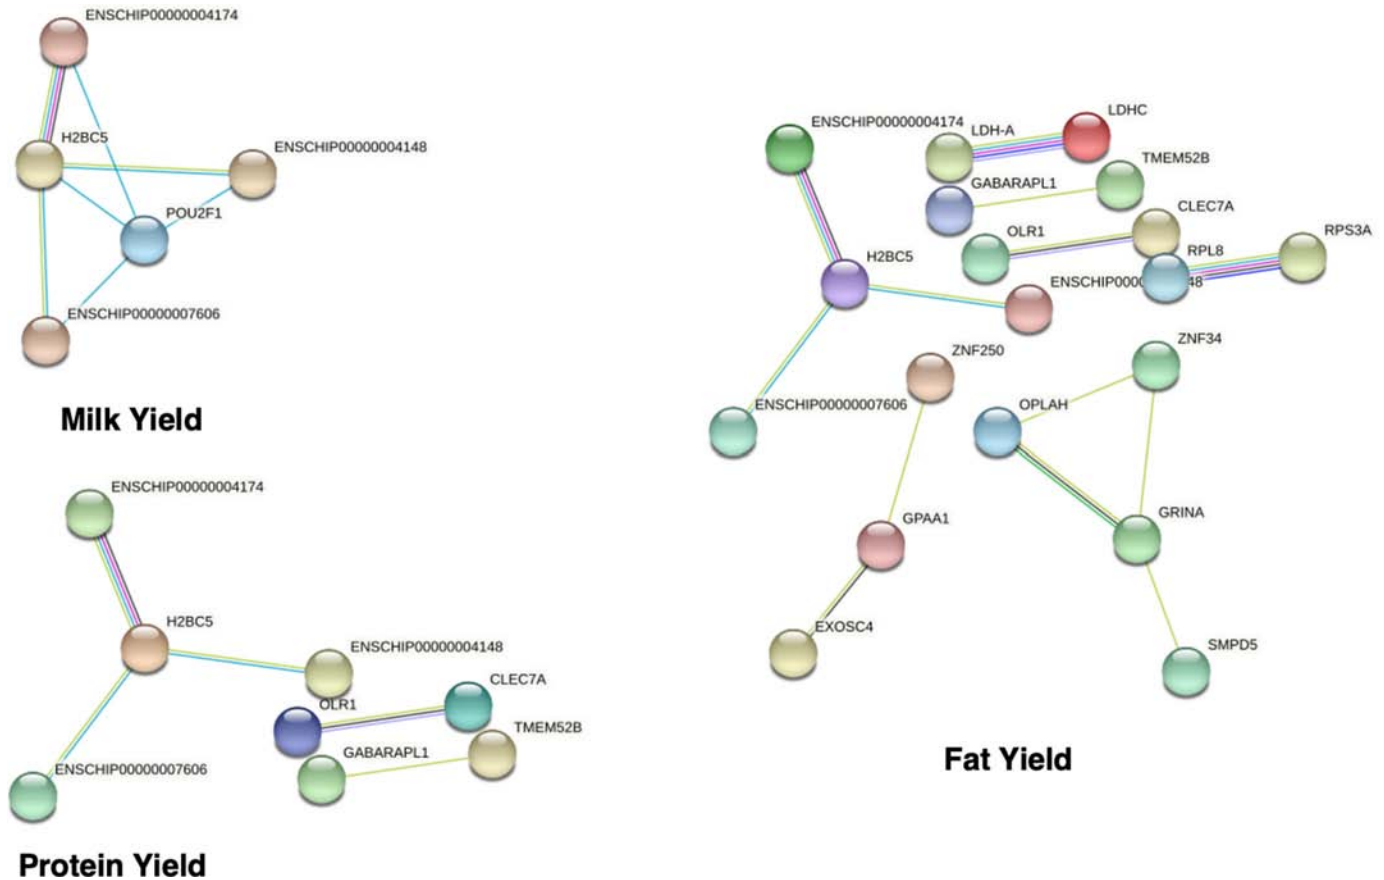 ENSCHIP00000004174
H2BC5
ENSCHIP00000004148
POU2F1
ENSCHIP00000007606
Milk Yield
ENSCHIP00000004174
H2BC5
ENSCHIP00000004148
OLR1
CLEC7A
TMEM52B
GABARAPL1
ENSCHIP00000007606
Protein Yield
LDHC
ENSCHIP00000004174
LDH-A
TMEM52B
GABARAPL1
CLEC7A
OLR1
RPS3A
RPL8
H2BC5
ZNF34
ZNF250
OPLAH
ENSCHIP00000007606
GPAA1
GRINA
EXOSC4
SMPD5
Fat Yield